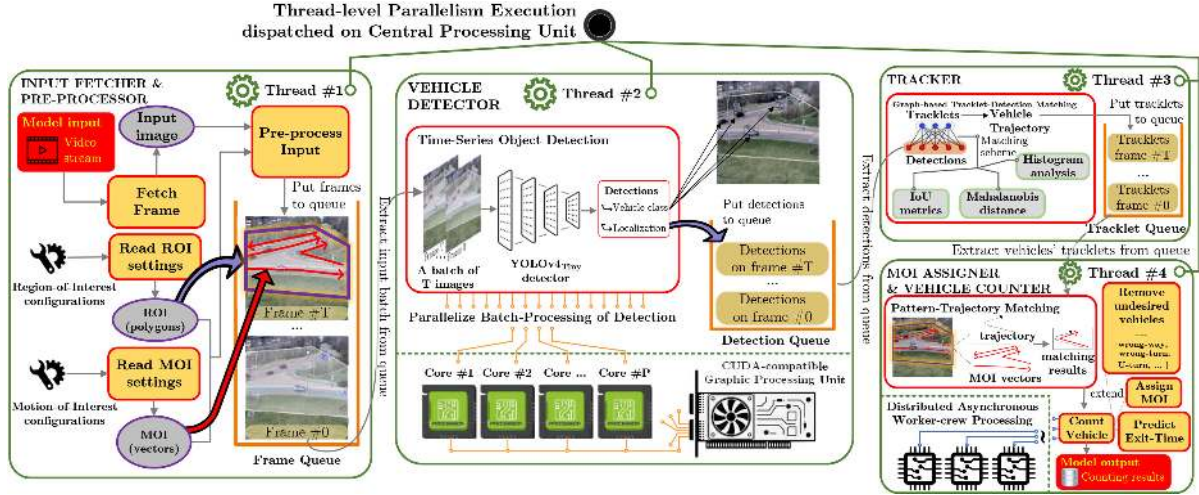 Thread-level Parallelism Execution
dispatched on Central Processing Unit
INPUT FETCHER &
PRE-PROCESSOR
Thread #1
Model input
Video
stream
Input
image
Pre-process
Input
Fetch
Frame
Put frames
to queue
Read ROI
settings
Region-of-Interest
configurations
ROI
(polygons)
Frame #T
...
Read MOI
settings
Motion-of-Interest
configurations
MOI
(vectors)
Frame #0
Frame Queue
Extract input batch from queue
VEHICLE
DETECTOR
Thread #2
Time-Series Object Detection
A batch of
T images
YOLOv4Tiny
detector
Detections
Vehicle class
Localization
Put detections
to queue
Detections
on frame #T
...
Detections
on frame #0
Detection Queue
Parallelize Batch-Processing of Detection
Core #1
Core #2
Core ...
Core #P
CUDA-compatible
Graphic Processing Unit
Extract detections from queue
TRACKER
Thread #3
Graph-based Tracklet-Detection Matching
Tracklets
Vehicle
Trajectory
Matching
scheme
Detections
Histogram
analysis
IoU
metrics
Mahalanobis
distance
Put tracklets
to queue
Tracklets
frame #T
...
Tracklets
frame #0
Tracklet Queue
Extract vehicles' tracklets from queue
MOI ASSIGNER
& VEHICLE COUNTER
Thread #4
Pattern-Trajectory Matching
trajectory
MOI vectors
matching
results
Remove
undesired
vehicles
wrong-way,
wrong-turn,
U-turn, ...
extend
Assign
MOI
Distributed Asynchronous
Worker-crew Processing
Count
Vehicle
Predict
Exit-Time
Model output
Counting results